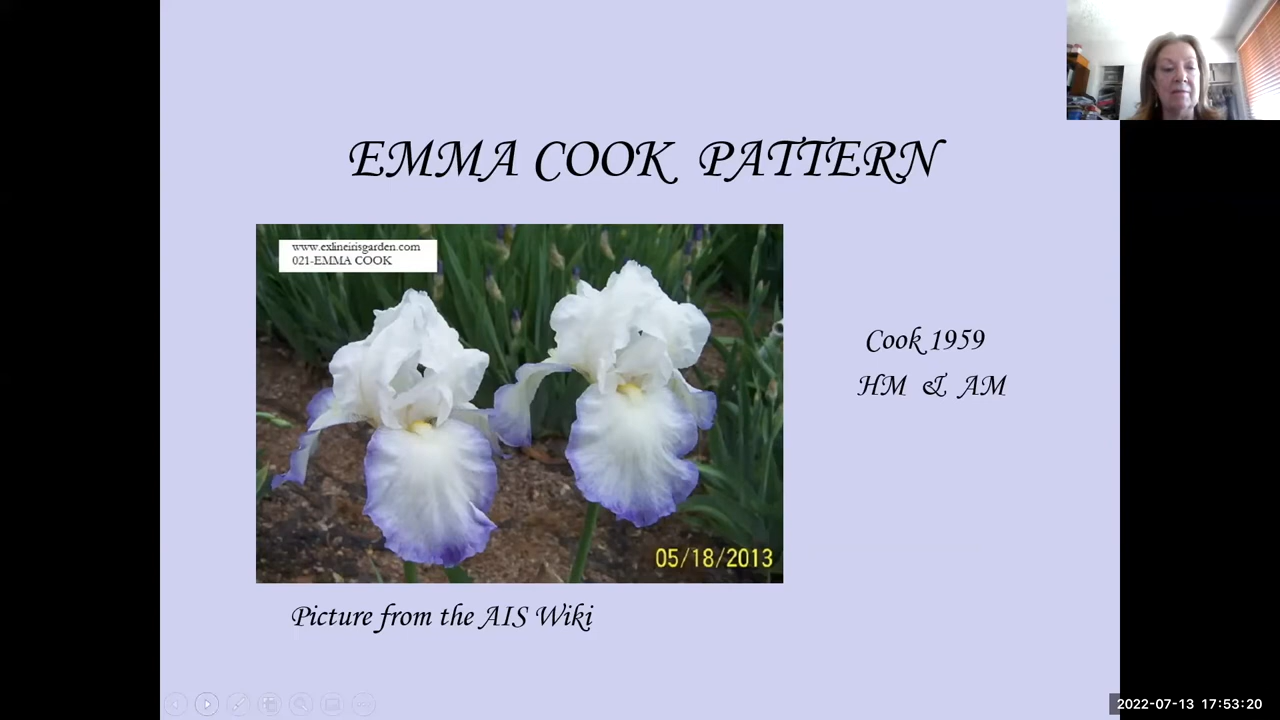 EMMA COOK PATTERN
www.exlineirisgarden.com
021-EMMA COOK
Cook 1959
HM & AM
05/18/2013
Picture from the AIS Wiki
2022-07-13 17:53:20